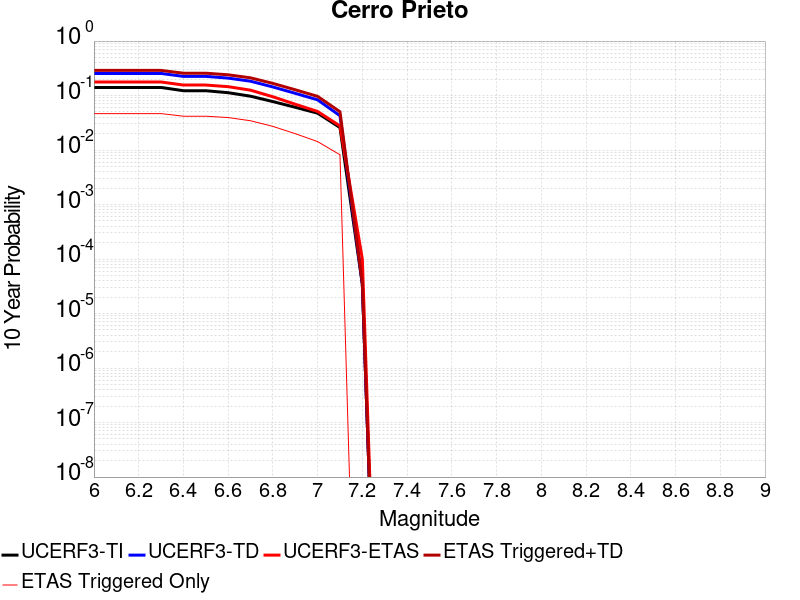 Cerro Prieto
10^0
10^-1
10^-2
10^-3
10^-4
10^-5
10^-6
10^-7
10^-8
10 Year Probability
6 6.2 6.4 6.6 6.8 7 7.2 7.4 7.6 7.8 8 8.2 8.4 8.6 8.8 9
Magnitude
UCERF3-TI UCERF3-TD UCERF3-ETAS ETAS Triggered+TD
ETAS Triggered Only